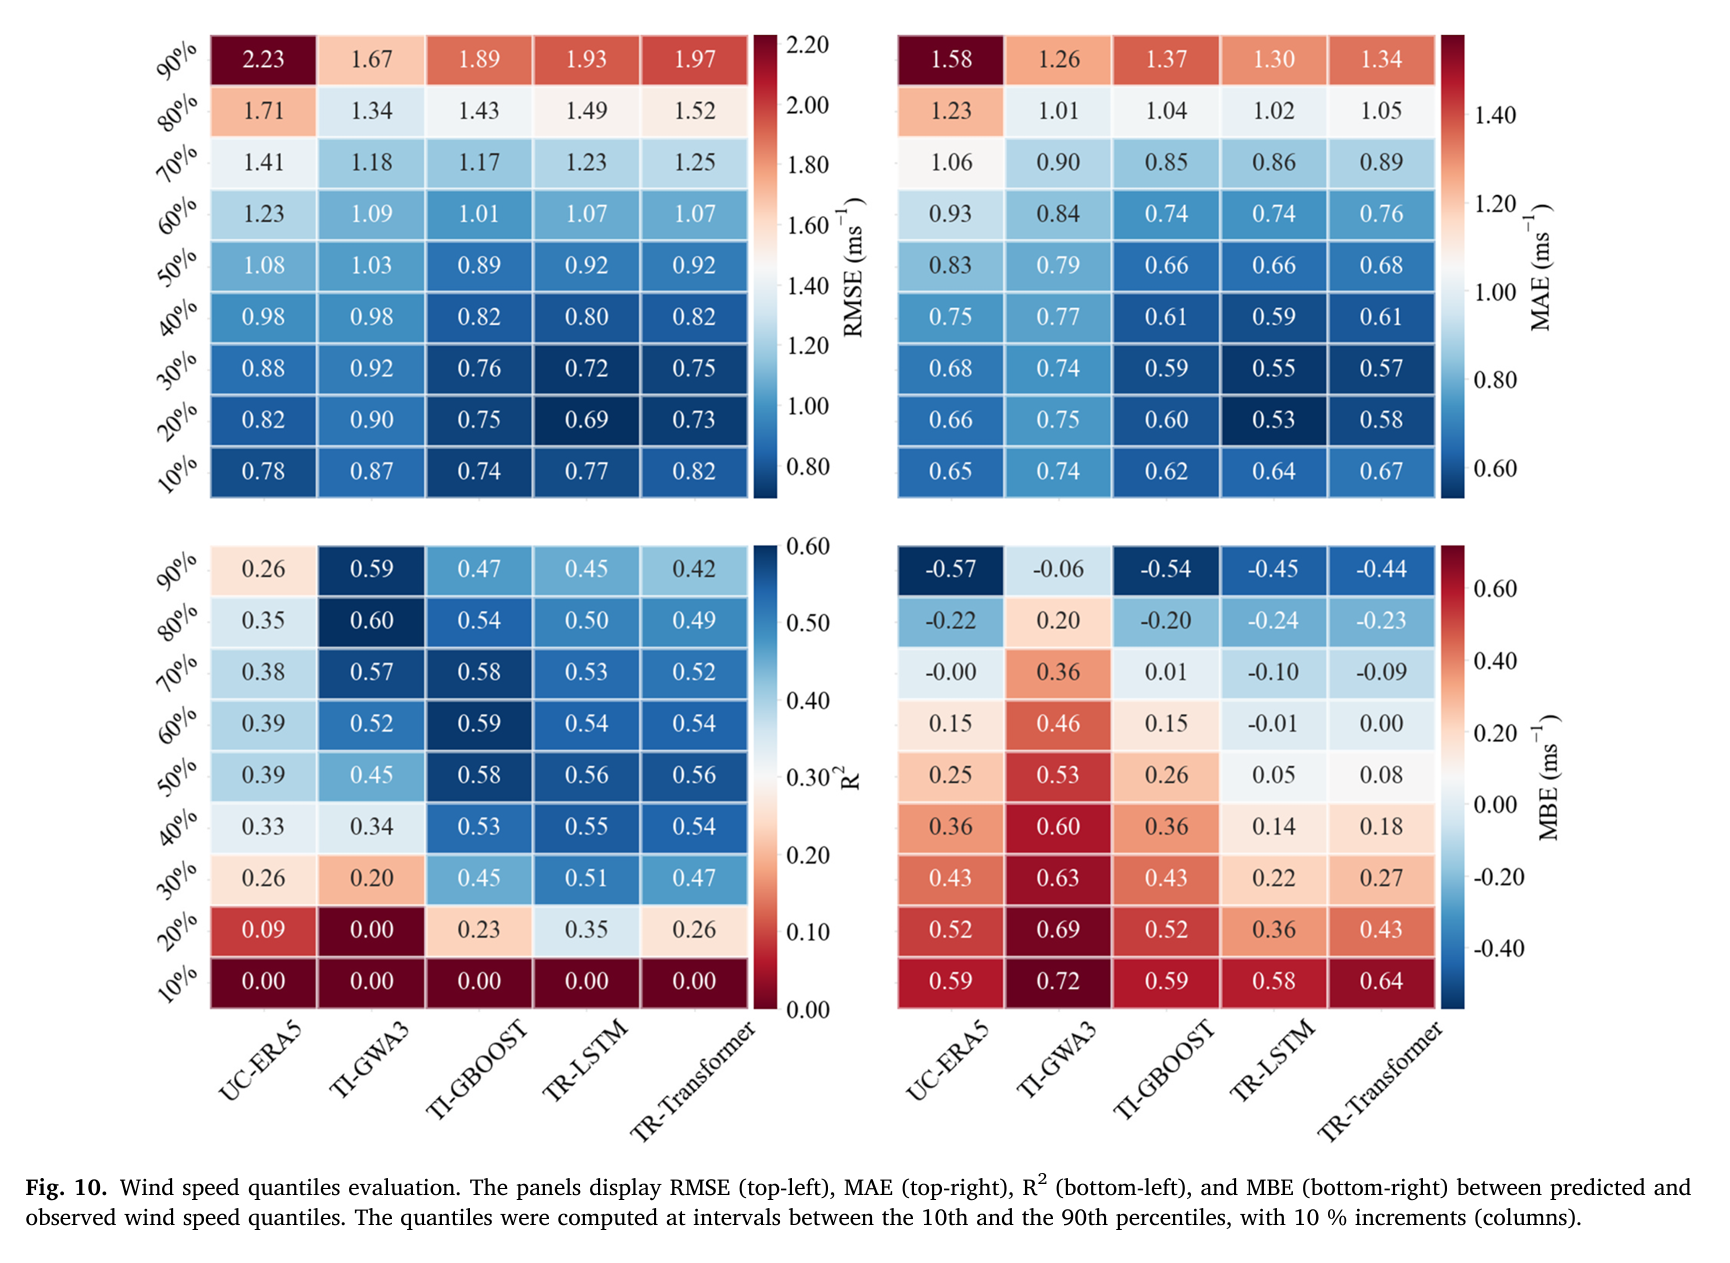 90% 2.23 1.67 1.89 1.93 1.97
80% 1.71 1.34 1.43 1.49 1.52
70% 1.41 1.18 1.17 1.23 1.25
60% 1.23 1.09 1.01 1.07 1.07
50% 1.08 1.03 0.89 0.92 0.92
40% 0.98 0.98 0.82 0.80 0.82
30% 0.88 0.92 0.76 0.72 0.75
20% 0.82 0.90 0.75 0.69 0.73
10% 0.78 0.87 0.74 0.77 0.82
2.20
2.00
1.80
1.60
1.40
1.20
1.00
0.80
RMSE (ms⁻¹)
1.58 1.26 1.37 1.30 1.34
1.23 1.01 1.04 1.02 1.05
1.06 0.90 0.85 0.86 0.89
0.93 0.84 0.74 0.74 0.76
0.83 0.79 0.66 0.66 0.68
0.75 0.77 0.61 0.59 0.61
0.68 0.74 0.59 0.55 0.57
0.66 0.75 0.60 0.53 0.58
0.65 0.74 0.62 0.64 0.67
1.40
1.20
1.00
0.80
0.60
MAE (ms⁻¹)
90% 0.26 0.59 0.47 0.45 0.42
80% 0.35 0.60 0.54 0.50 0.49
70% 0.38 0.57 0.58 0.53 0.52
60% 0.39 0.52 0.59 0.54 0.54
50% 0.39 0.45 0.58 0.56 0.56
40% 0.33 0.34 0.53 0.55 0.54
30% 0.26 0.20 0.45 0.51 0.47
20% 0.09 0.00 0.23 0.35 0.26
10% 0.00 0.00 0.00 0.00 0.00
UC-ERA5 TI-GWA3 TI-GBOOST TR-LSTM TR-Transformer
0.60
0.50
0.40
0.30
0.20
0.10
0.00
R²
-0.57 -0.06 -0.54 -0.45 -0.44
-0.22 0.20 -0.20 -0.24 -0.23
-0.00 0.36 0.01 -0.10 -0.09
0.15 0.46 0.15 -0.01 0.00
0.25 0.53 0.26 0.05 0.08
0.36 0.60 0.36 0.14 0.18
0.43 0.63 0.43 0.22 0.27
0.52 0.69 0.52 0.36 0.43
0.59 0.72 0.59 0.58 0.64
UC-ERA5 TI-GWA3 TI-GBOOST TR-LSTM TR-Transformer
0.60
0.40
0.20
0.00
-0.20
-0.40
MBE (ms⁻¹)
Fig. 10. Wind speed quantiles evaluation. The panels display RMSE (top-left), MAE (top-right), R² (bottom-left), and MBE (bottom-right) between predicted and
observed wind speed quantiles. The quantiles were computed at intervals between the 10th and the 90th percentiles, with 10 % increments (columns).